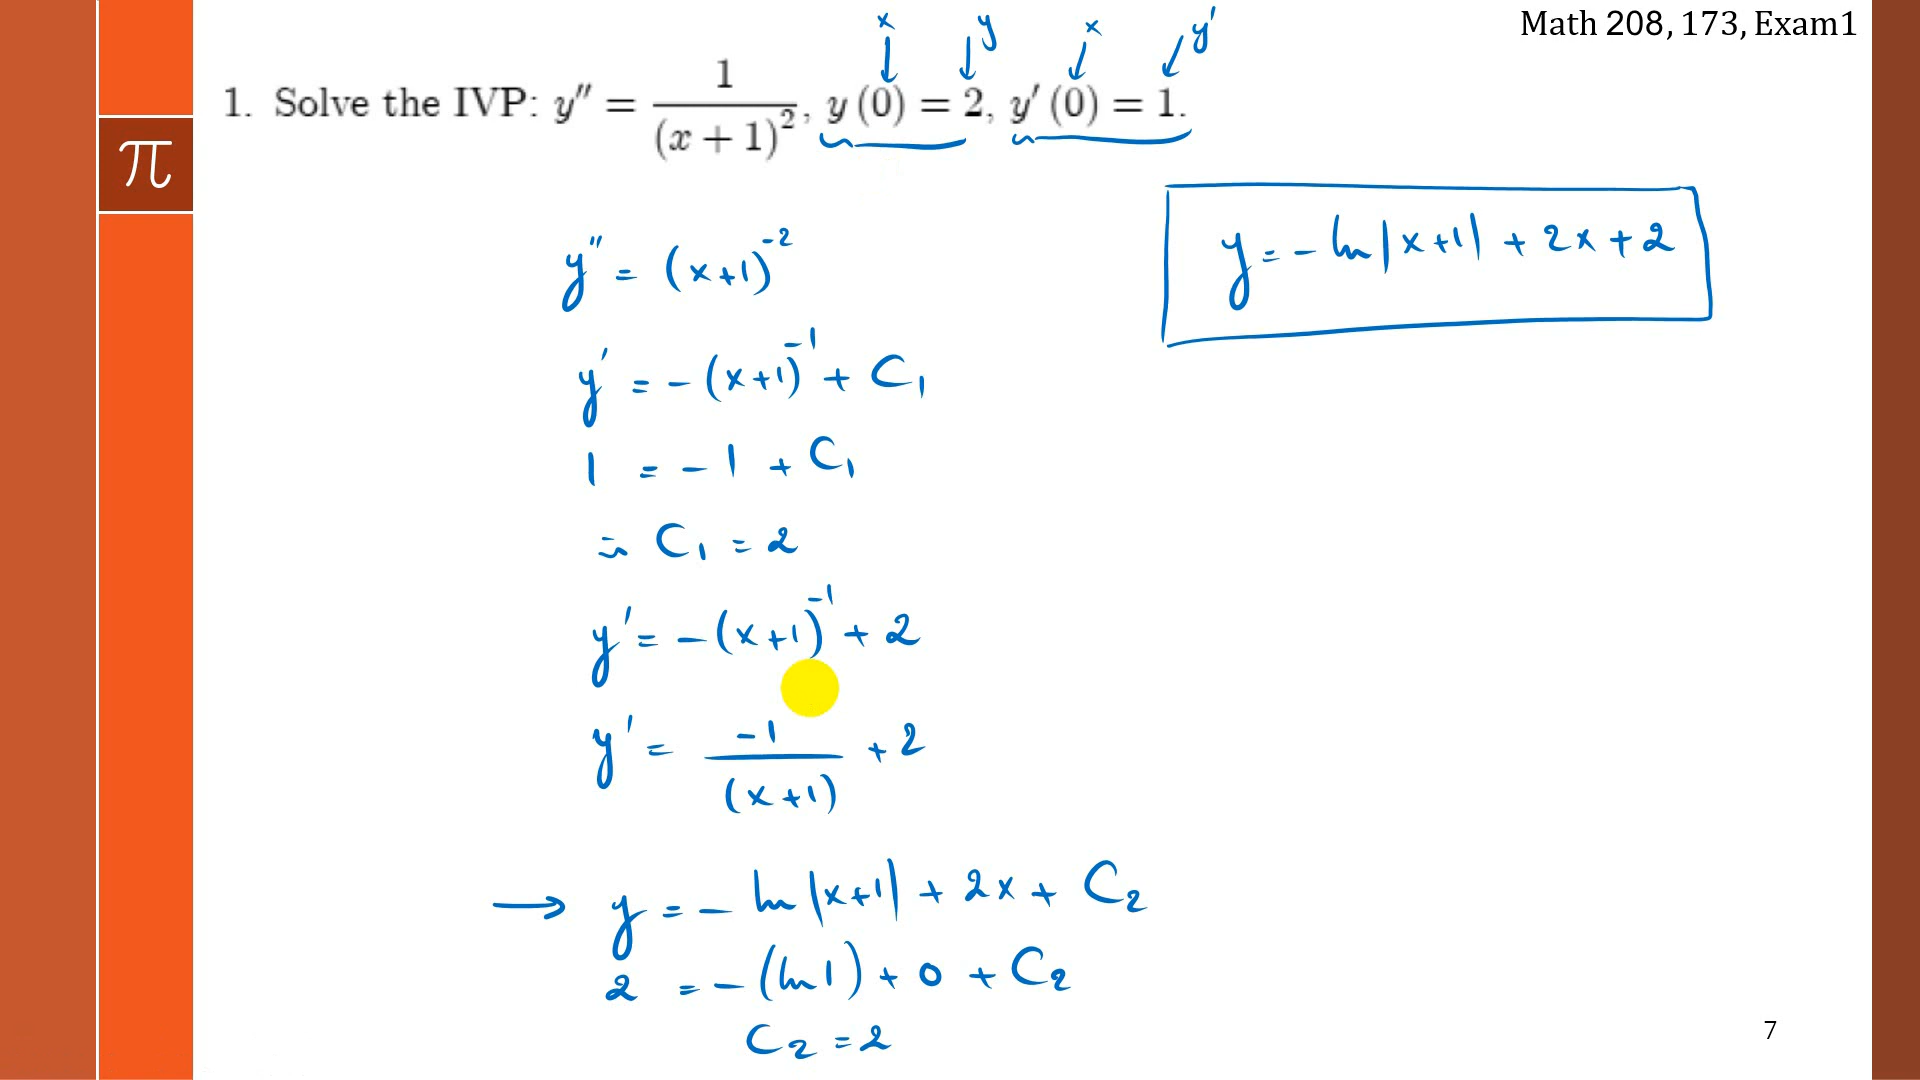 Math 208, 173, Exam1
x y x y'
1. Solve the IVP: y″ = 1/(x + 1)², y (0) = 2, y′ (0) = 1.
π
y = - ln|x+1| + 2x + 2
y" = (x+1)⁻²
y' = -(x+1)⁻¹ + C₁
1 = -1 + C₁
⇒ C₁ = 2
y' = -(x+1)⁻¹ + 2
y' = -1/(x+1) + 2
→ y = - ln|x+1| + 2x + C₂
2 = -(ln 1) + 0 + C₂
C₂ = 2
7